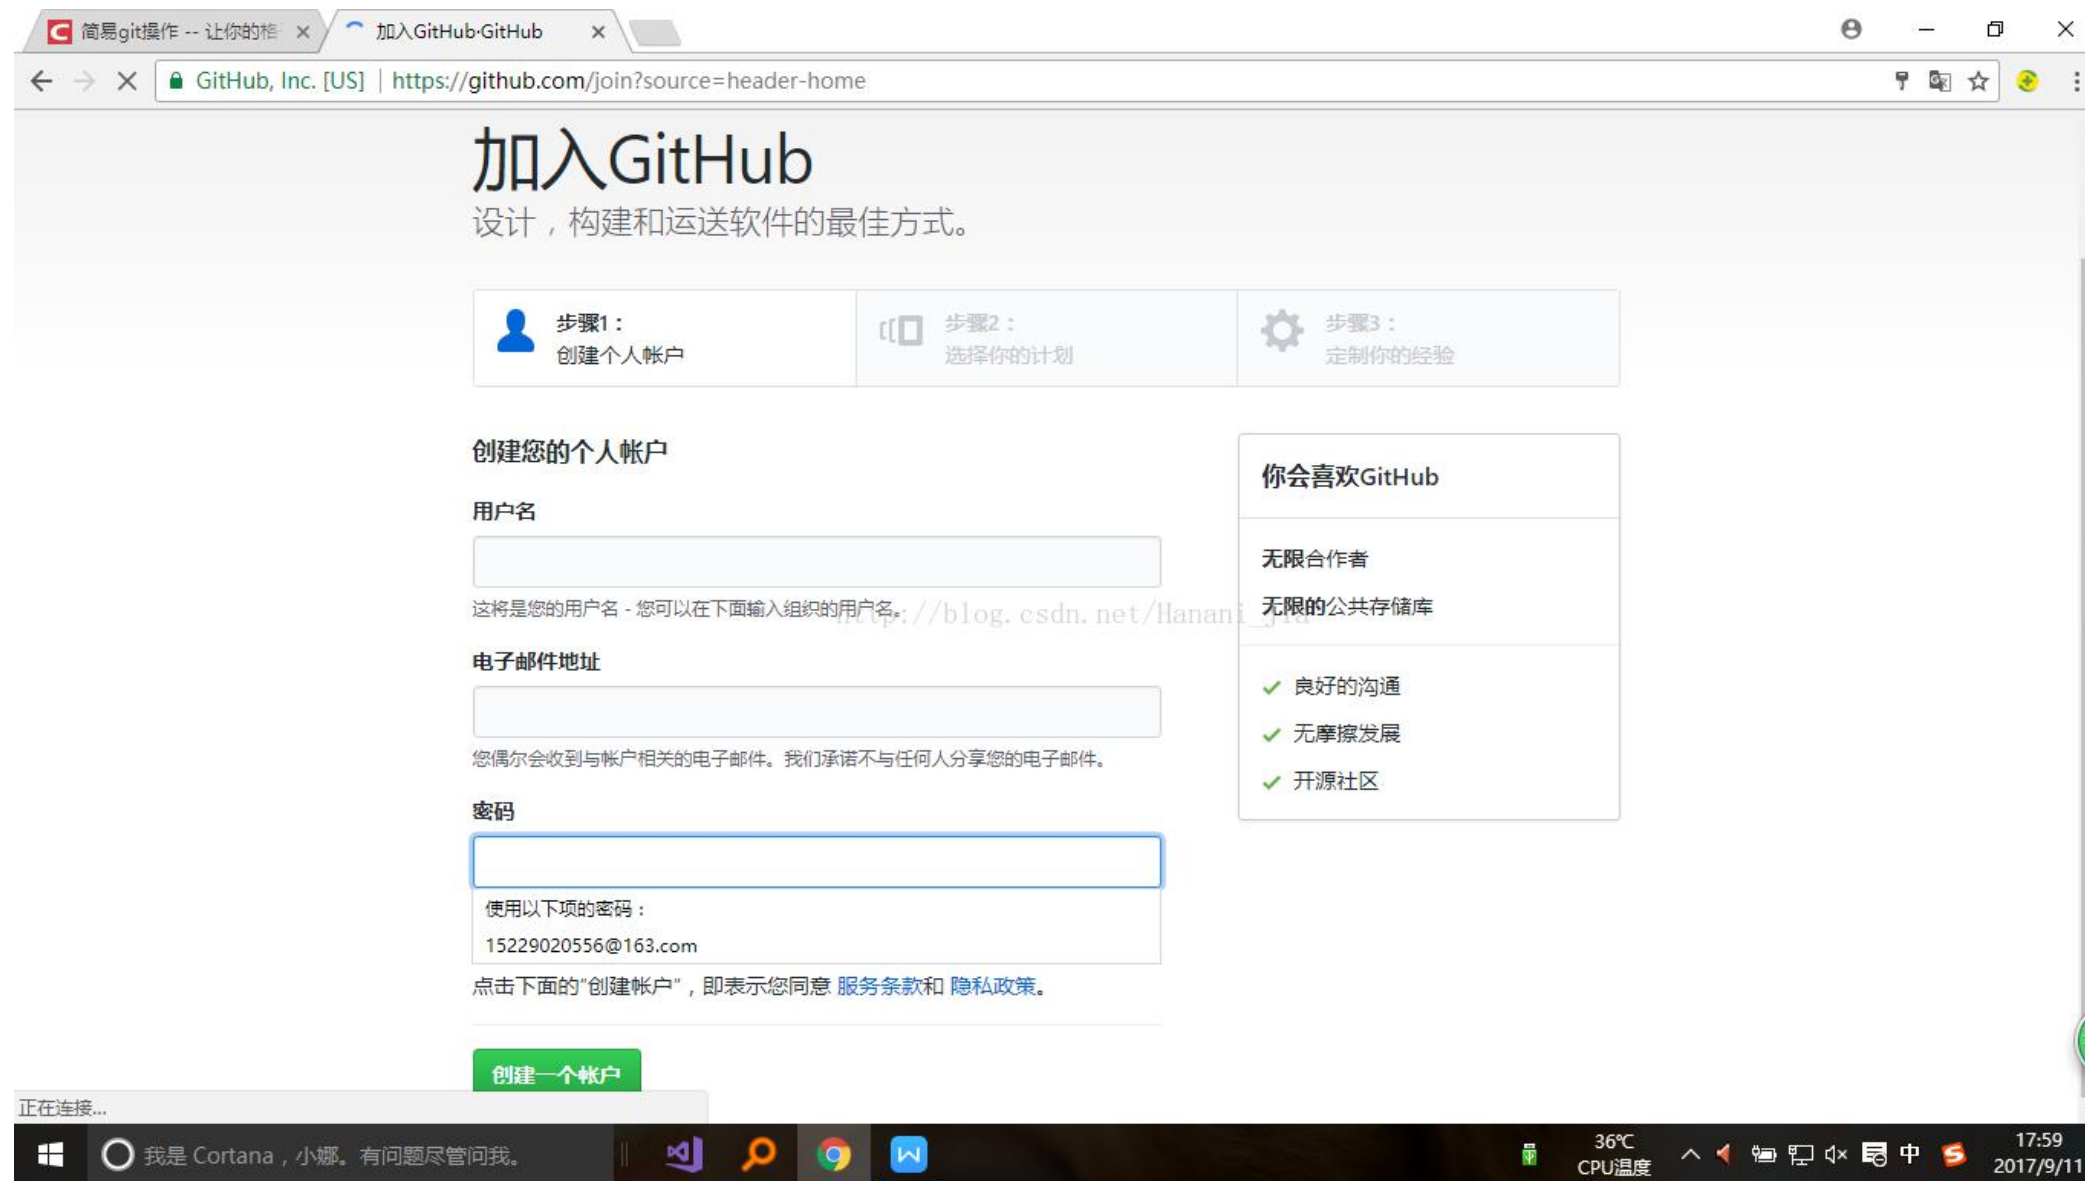 简易git操作 -- 让你的格
加入GitHub·GitHub
GitHub, Inc. [US] | https://github.com/join?source=header-home
加入GitHub
设计，构建和运送软件的最佳方式。
步骤1：
创建个人帐户
步骤2：
选择你的计划
步骤3：
定制你的经验
创建您的个人帐户
用户名
这将是您的用户名 - 您可以在下面输入组织的用户名。
http://blog.csdn.net/Hanani_jia
电子邮件地址
您偶尔会收到与帐户相关的电子邮件。我们承诺不与任何人分享您的电子邮件。
密码
使用以下项的密码：
15229020556@163.com
点击下面的“创建帐户”，即表示您同意 服务条款和 隐私政策。
创建一个帐户
你会喜欢GitHub
无限合作者
无限的公共存储库
良好的沟通
无摩擦发展
开源社区
正在连接...
我是 Cortana，小娜。有问题尽管问我。
36℃
CPU温度
中
17:59
2017/9/11